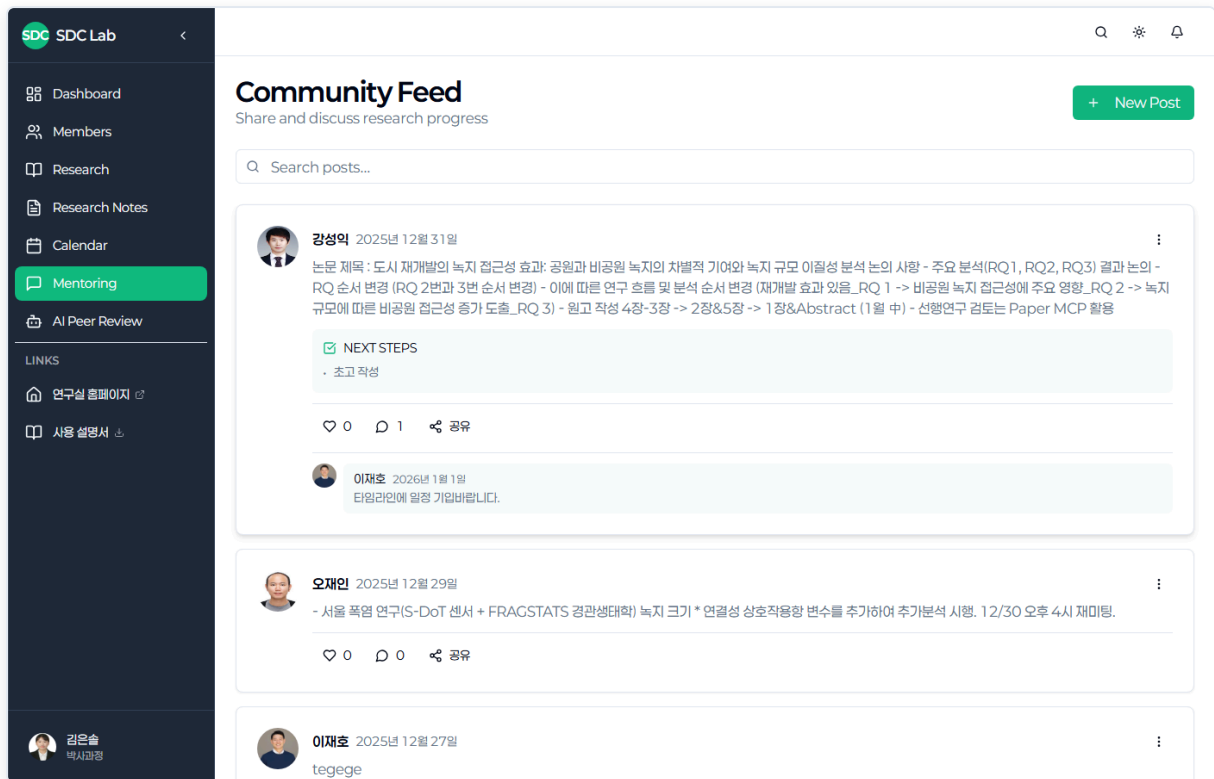 SDC SDC Lab
Dashboard
Members
Research
Research Notes
Calendar
Mentoring
AI Peer Review
LINKS
연구실 홈페이지
사용 설명서
김은솔
박사과정
Community Feed
Share and discuss research progress
+ New Post
Search posts...
강성익 2025년 12월 31일
논문 제목 : 도시 재개발의 녹지 접근성 효과: 공원과 비공원 녹지의 차별적 기여와 녹지 규모 이질성 분석 논의 사항 - 주요 분석(RQ1, RQ2, RQ3) 결과 논의 -
RQ 순서 변경 (RQ 2번과 3번 순서 변경) - 이에 따른 연구 흐름 및 분석 순서 변경 (재개발 효과 있음_RQ 1 -> 비공원 녹지 접근성에 주요 영향_RQ 2 -> 녹지
규모에 따른 비공원 접근성 증가 도출_RQ 3) - 원고 작성 4장-3장 -> 2장&5장 -> 1장&Abstract (1월 中) - 선행연구 검토는 Paper MCP 활용
NEXT STEPS
• 초고 작성
0 1 공유
이재호 2026년 1월 1일
타임라인에 일정 기입바랍니다.
오재인 2025년 12월 29일
- 서울 폭염 연구(S-DoT 센서 + FRAGSTATS 경관생태학) 녹지 크기 * 연결성 상호작용항 변수를 추가하여 추가분석 시행. 12/30 오후 4시 재미팅.
0 0 공유
이재호 2025년 12월 27일
tegege